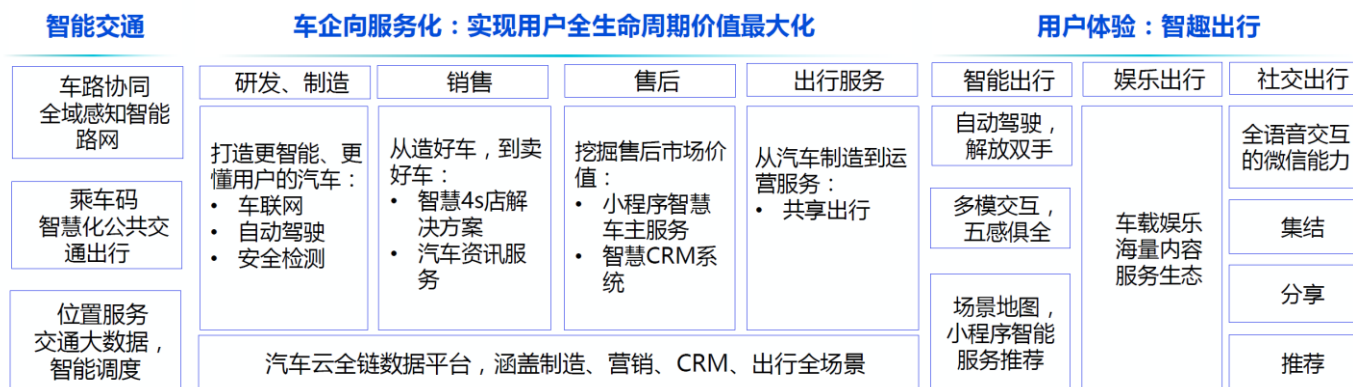 智能交通
车路协同
全域感知智能
路网
乘车码
智慧化公共交
通出行
位置服务
交通大数据，
智能调度
车企向服务化：实现用户全生命周期价值最大化
研发、制造
打造更智能、更
懂用户的汽车：
• 车联网
• 自动驾驶
• 安全检测
销售
从造好车，到卖
好车：
• 智慧4s店解
决方案
• 汽车资讯服
务
售后
挖掘售后市场价
值：
• 小程序智慧
车主服务
• 智慧CRM系
统
出行服务
从汽车制造到运
营服务：
• 共享出行
汽车云全链数据平台，涵盖制造、营销、CRM、出行全场景
用户体验：智趣出行
智能出行
自动驾驶，
解放双手
多模交互，
五感俱全
场景地图，
小程序智能
服务推荐
娱乐出行
车载娱乐
海量内容
服务生态
社交出行
全语音交互
的微信能力
集结
分享
推荐